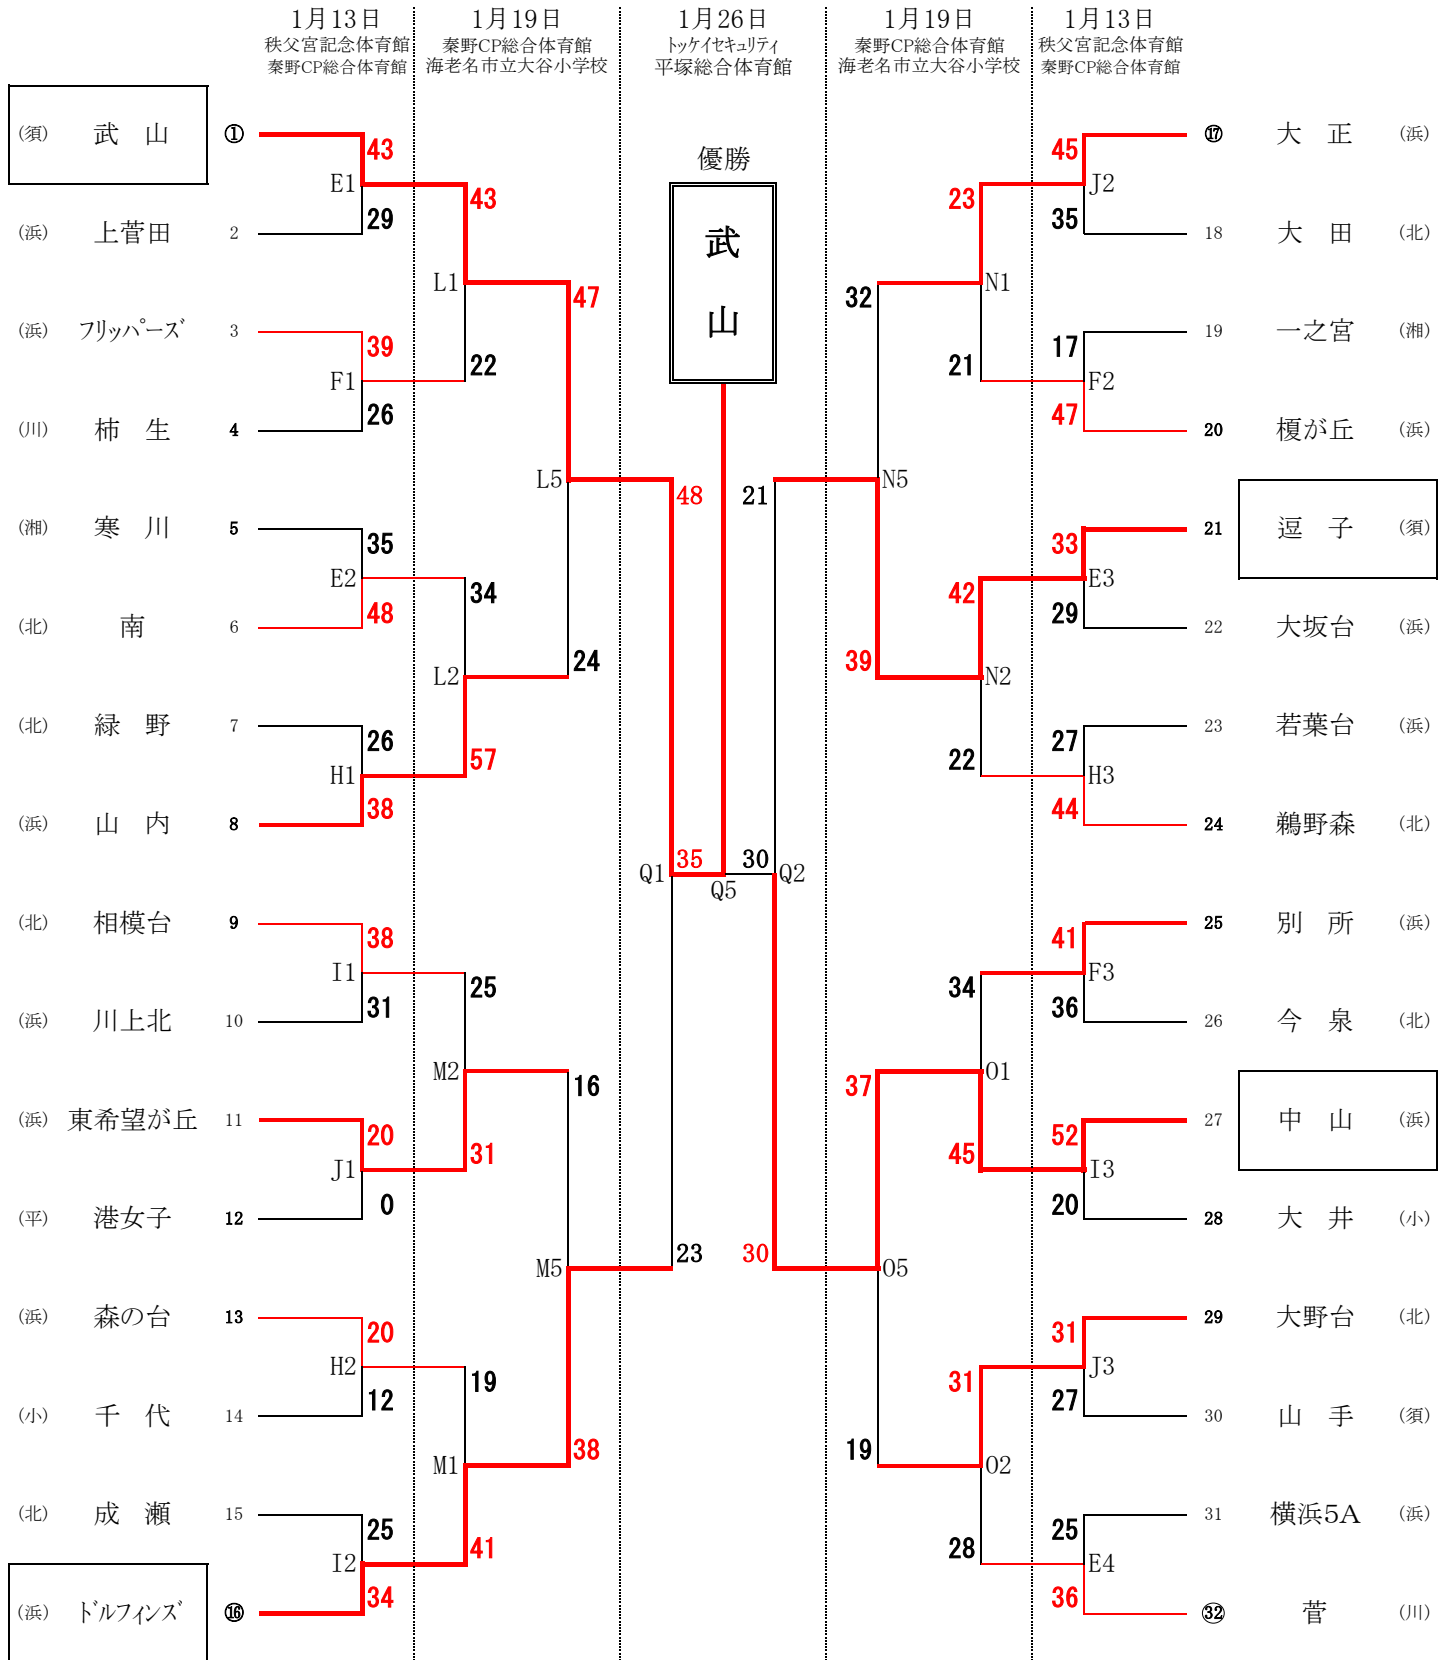 1月13日 1月19日 1月26日 1月19日 1月13日
秩父宮記念体育館 秦野CP総合体育館 トッケイセキュリティ 秦野CP総合体育館 秩父宮記念体育館
秦野CP総合体育館 海老名市立大谷小学校 平塚総合体育館 海老名市立大谷小学校 秦野CP総合体育館
(須) 武 山 ① ⑰ 大 正 (浜)
43 45
優勝
E1 J2
43 23
29 35
(浜) 上菅田 2 18 大 田 (北)
武
山
L1 N1
47 32
(浜) フリッパーズ 3 19 一之宮 (湘)
39 17
22 21
F1 F2
26 47
(川) 柿 生 4 20 榎が丘 (浜)
L5 N5
48 21
(湘) 寒 川 5 21 逗 子 (須)
35 33
E2 E3
34 42
48 29
(北) 南 6 22 大坂台 (浜)
24 39
L2 N2
(北) 緑 野 7 23 若葉台 (浜)
26 27
57 22
H1 H3
38 44
(浜) 山 内 8 24 鵜野森 (北)
35 30
Q1 Q5 Q2
(北) 相模台 9 25 別 所 (浜)
38 41
I1 F3
25 34
31 36
(浜) 川上北 10 26 今 泉 (北)
M2 O1
16 37
(浜) 東希望が丘 11 27 中 山 (浜)
20 52
31 45
J1 I3
0 20
(平) 港女子 12 28 大 井 (小)
23 30
M5 O5
(浜) 森の台 13 29 大野台 (北)
20 31
H2 J3
19 31
12 27
(小) 千 代 14 30 山 手 (須)
38 19
M1 O2
(北) 成 瀬 15 31 横浜5A (浜)
25 25
41 28
I2 E4
34 36
(浜) ドルフィンズ ⑯ ㉜ 菅 (川)